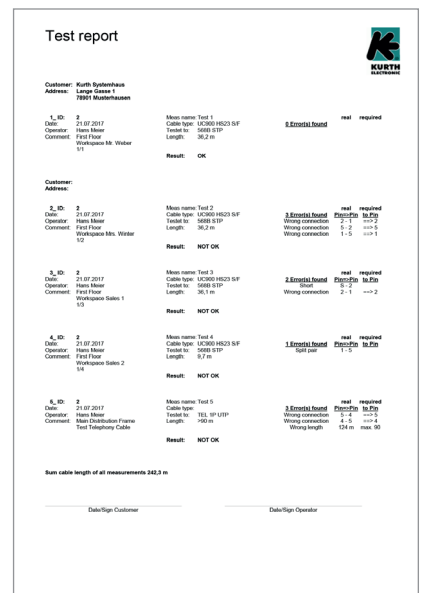 Test report
KURTH
ELECTRONIC
Customer: Kurth Systemhaus
Address: Lange Gasse 1
78901 Musterhausen
1_ ID: 2 Meas name: Test 1 real required
Date: 21.07.2017 Cable type: UC900 HS23 S/F 0 Error(s) found
Operator: Hans Meier Testet to: 568B STP
Comment: First Floor Length: 36,2 m
Workspace Mr. Weber
1/1 Result: OK
Customer:
Address:
2_ ID: 2 Meas name: Test 2 real required
Date: 21.07.2017 Cable type: UC900 HS23 S/F 3 Error(s) found Pin=>Pin to Pin
Operator: Hans Meier Testet to: 568B STP Wrong connection 2 - 1 ==> 2
Comment: First Floor Length: 36,2 m Wrong connection 5 - 2 ==> 5
Workspace Mrs. Winter Wrong connection 1 - 5 ==> 1
1/2 Result: NOT OK
3_ ID: 2 Meas name: Test 3 real required
Date: 21.07.2017 Cable type: UC900 HS23 S/F 2 Error(s) found Pin=>Pin to Pin
Operator: Hans Meier Testet to: 568B STP Short S - 2
Comment: First Floor Length: 36,1 m Wrong connection 2 - 1 ==> 2
Workspace Sales 1
1/3 Result: NOT OK
4_ ID: 2 Meas name: Test 4 real required
Date: 21.07.2017 Cable type: UC900 HS23 S/F 1 Error(s) found Pin=>Pin to Pin
Operator: Hans Meier Testet to: 568B STP Split pair 1 - 5
Comment: First Floor Length: 9,7 m
Workspace Sales 2
1/4 Result: NOT OK
5_ ID: 2 Meas name: Test 5 real required
Date: 21.07.2017 Cable type: 3 Error(s) found Pin=>Pin to Pin
Operator: Hans Meier Testet to: TEL 1P UTP Wrong connection 5 - 4 ==> 5
Comment: Main Distribution Frame Length: >90 m Wrong connection 4 - 5 ==> 4
Test Telephony Cable Wrong length 124 m max. 90
Result: NOT OK
Sum cable length of all measurements 242,3 m
Date/Sign Customer Date/Sign Operator